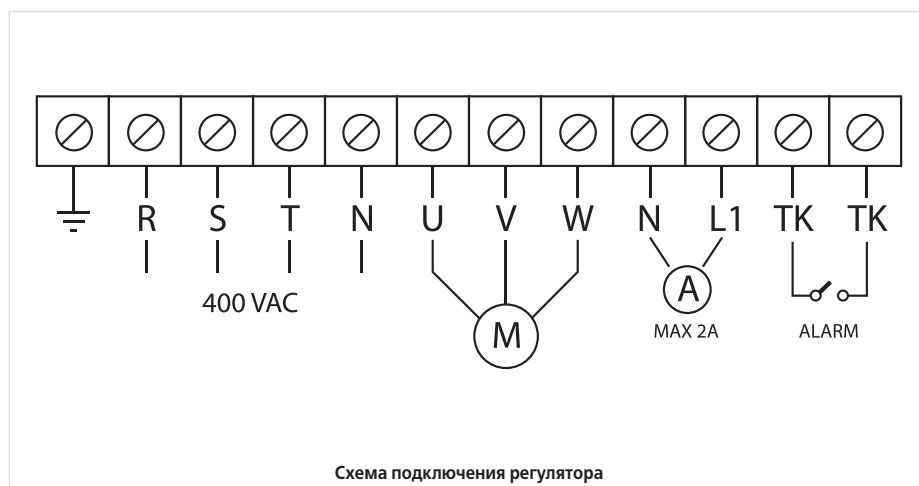 R S T N U V W N L1 TK TK
400 VAC
A
M
MAX 2A
ALARM
Схема подключения регулятора